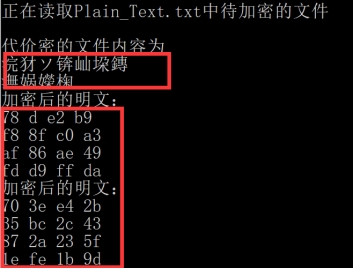 正在读取Plain_Text.txt中待加密的文件
代价密的文件内容为
浣犲ソ锛屾垜鏄
加密后的明文:
78 d e2 b9
f8 8f c0 a3
af 86 ae 49
fd d9 ff da
加密后的明文:
70 3e e4 2b
35 bc 2c 43
87 2a 23 5f
1e fe 1b 9d